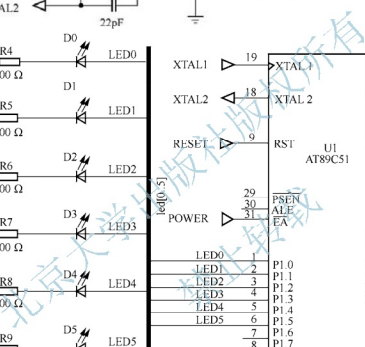 AL2
22pF
R4
00 Ω
D0
LED0
R5
00 Ω
D1
LED1
R6
00 Ω
D2
LED2
R7
00 Ω
D3
LED3
R8
00 Ω
D4
LED4
R9
D5
LED5
led[0..5]
XTAL1
19
XTAL 1
XTAL2
18
XTAL 2
RESET
9
RST
U1
AT89C51
29
PSEN
30
ALE
POWER
31
EA
LED0 1 P1.0
LED1 2 P1.1
LED2 3 P1.2
LED3 4 P1.3
LED4 5 P1.4
LED5 6 P1.5
7 P1.6
8 P1.7
北京大学出版社版权所有
禁止转载